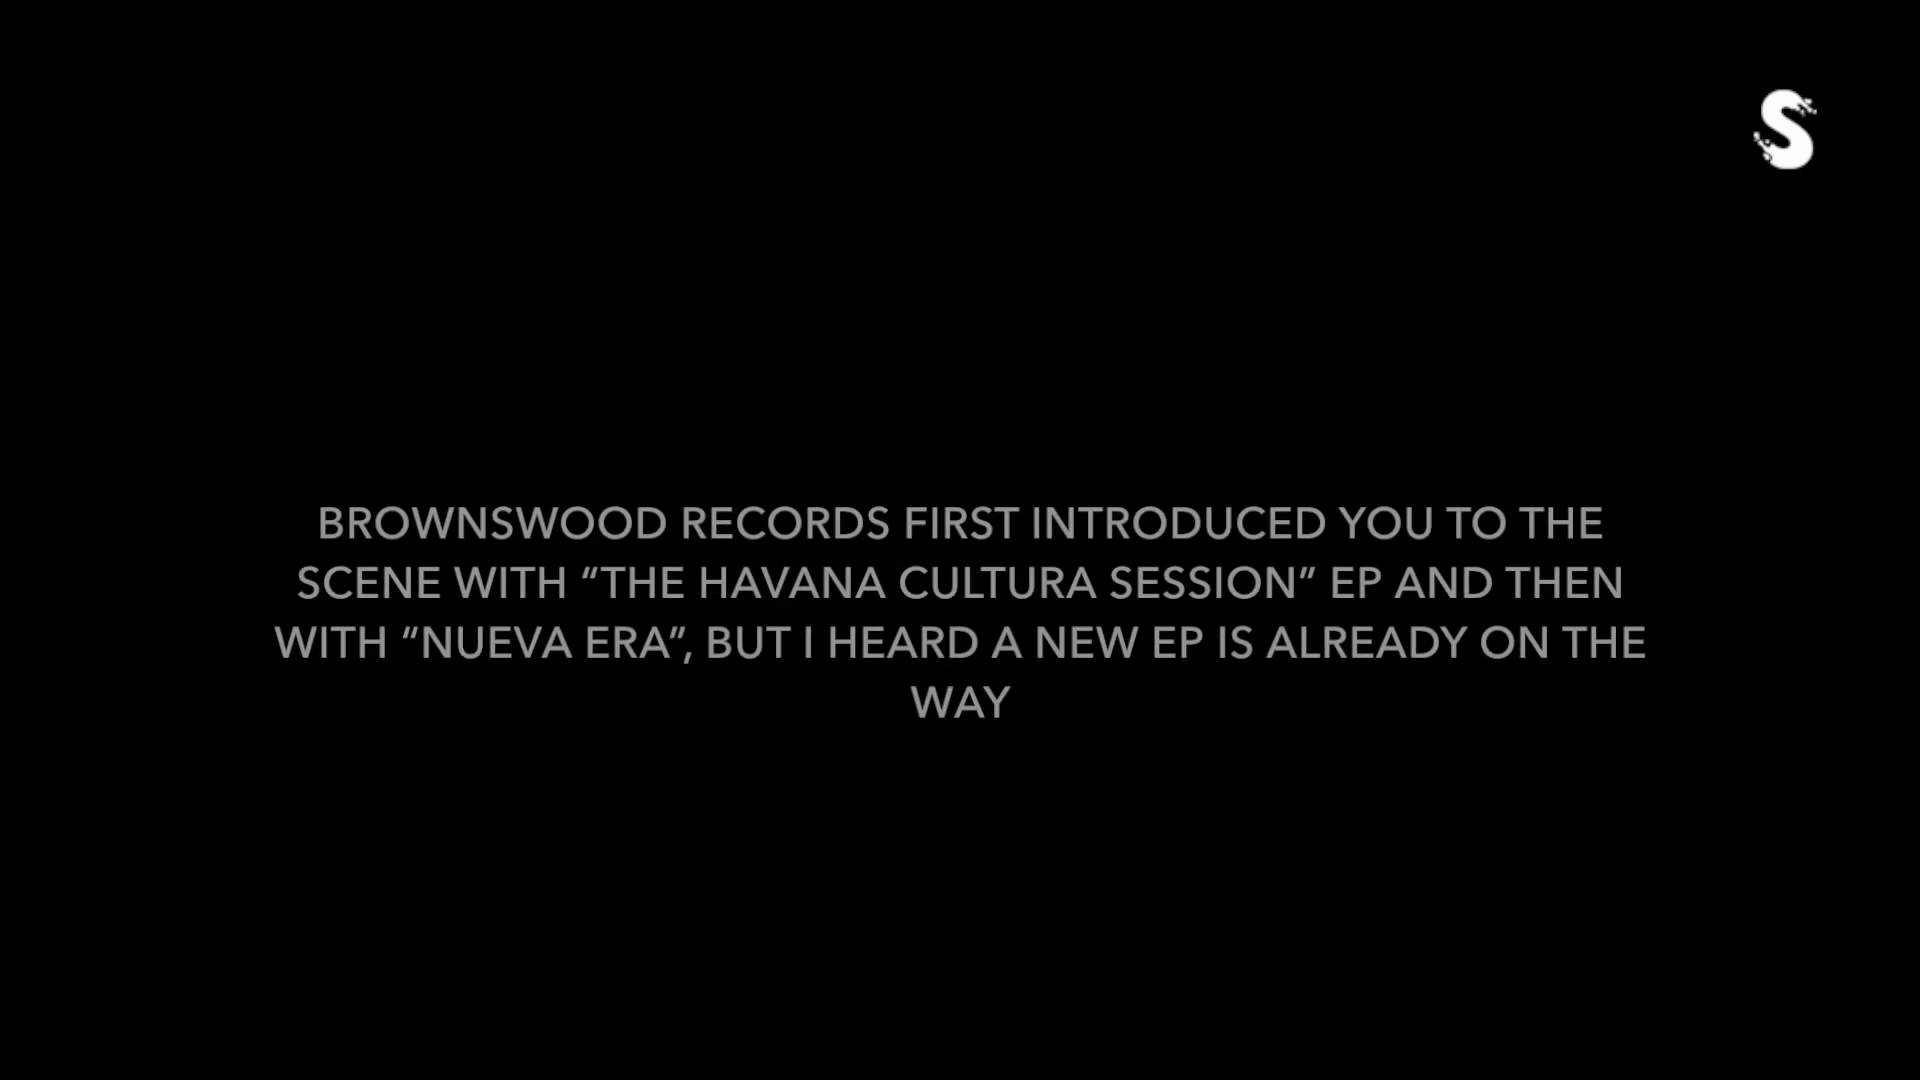 S
BROWNSWOOD RECORDS FIRST INTRODUCED YOU TO THE
SCENE WITH “THE HAVANA CULTURA SESSION” EP AND THEN
WITH “NUEVA ERA”, BUT I HEARD A NEW EP IS ALREADY ON THE
WAY